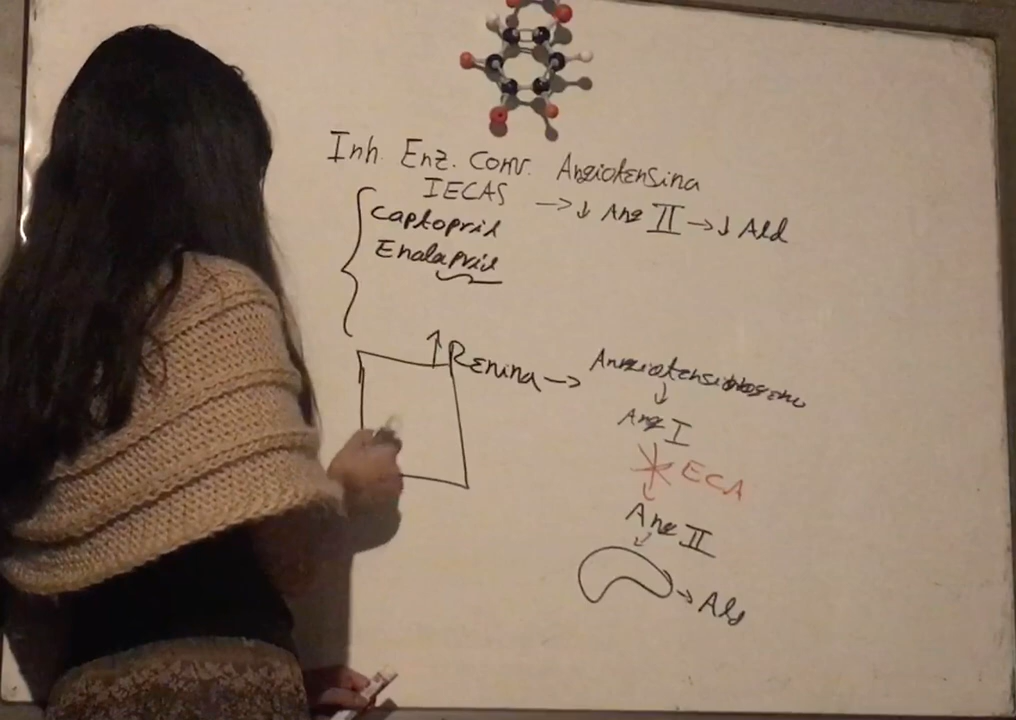 Inh. Enz. Conv. Angiotensina
IECAS → ↓ Ang II → ↓ Ald
Captopril
Enalapril
↑ Renina →
Ang I
ECA
Ang II
→ Ald